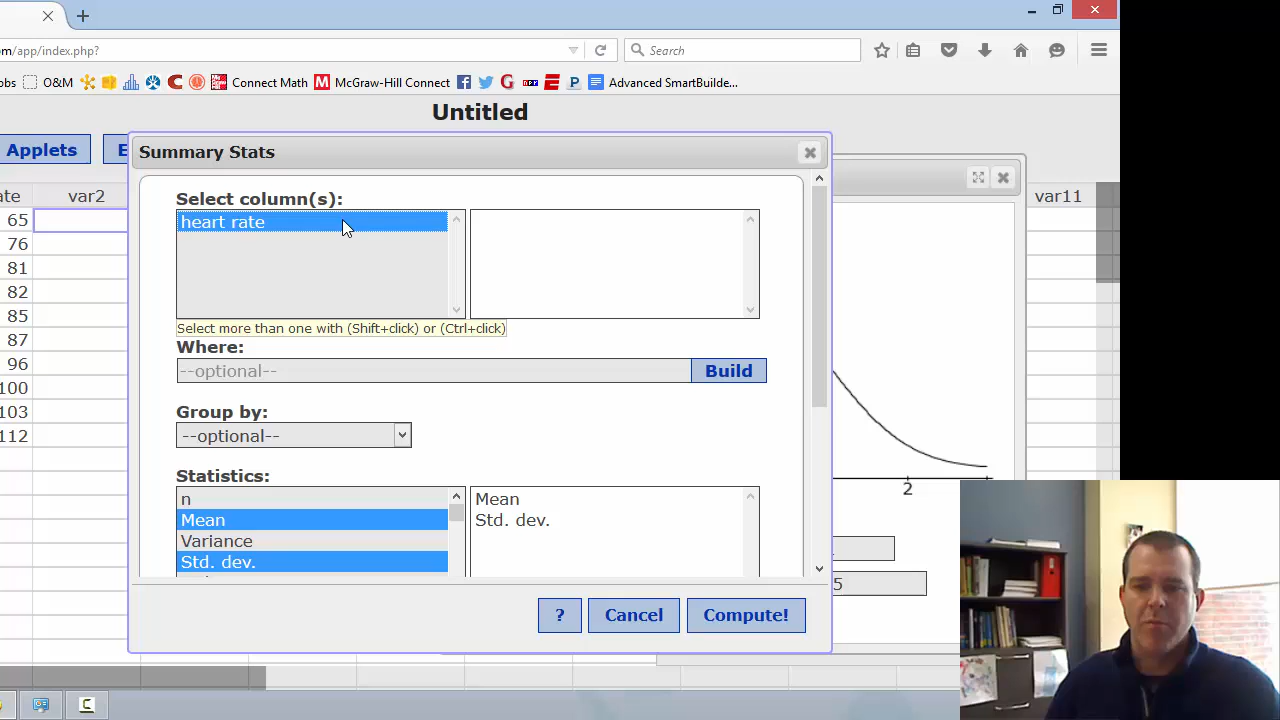 m/app/index.php?
Search
obs
O&M
Connect Math
McGraw-Hill Connect
Advanced SmartBuilde...
Untitled
Applets
E
Summary Stats
ate
var2
var11
65
76
81
82
85
87
96
100
103
112
Select column(s):
heart rate
Select more than one with (Shift+click) or (Ctrl+click)
Where:
--optional--
Build
Group by:
--optional--
Statistics:
n
Mean
Variance
Std. dev.
Mean
Std. dev.
2
5
?
Cancel
Compute!